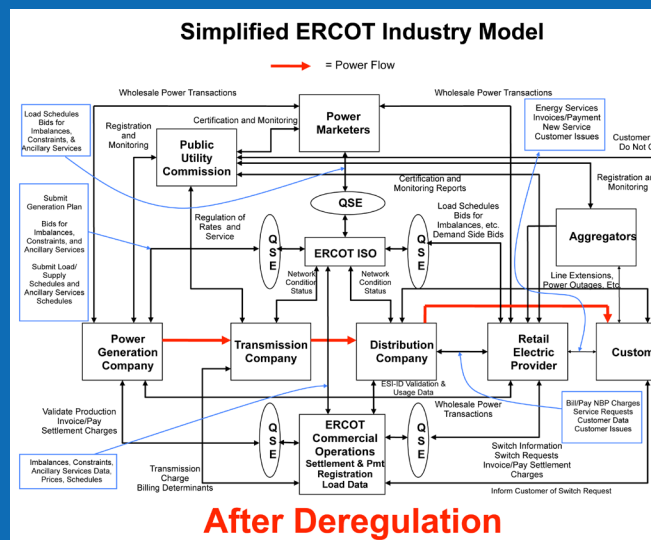 Simplified ERCOT Industry Model
= Power Flow
Wholesale Power Transactions
Wholesale Power Transactions
Load Schedules
Bids for
Imbalances,
Constraints, &
Ancillary Services
Energy Services
Invoices/Payment
New Service
Customer Issues
Certification and Monitoring
Power
Marketers
Registration
and
Monitoring
Public
Utility
Commission
Customer
Do Not C
Certification and
Monitoring Reports
Registration and
Monitoring
Submit
Generation Plan
Bids for
Imbalances,
Constraints, and
Ancillary Services
Submit Load/
Supply
Schedules and
Ancillary Services
Schedules
QSE
Regulation of
Rates and
Service
Load Schedules
Bids for
Imbalances, etc.
Demand Side Bids
Aggregators
Q
S
E
ERCOT ISO
Q
S
E
Network
Condition
Status
Network
Condition
Status
Line Extensions,
Power Outages, Etc.
Power
Generation
Company
Transmission
Company
Distribution
Company
Retail
Electric
Provider
Custom
ESI-ID Validation &
Usage Data
Wholesale Power
Transactions
Bill/Pay NBP Charges
Service Requests
Customer Data
Customer Issues
Validate Production
Invoice/Pay
Settlement Charges
Q
S
E
ERCOT
Commercial
Operations
Settlement & Pmt
Registration
Load Data
Q
S
E
Switch Information
Switch Requests
Invoice/Pay Settlement
Charges
Imbalances, Constraints,
Ancillary Services Data,
Prices, Schedules
Transmission
Charge
Billing Determinants
Inform Customer of Switch Request
After Deregulation